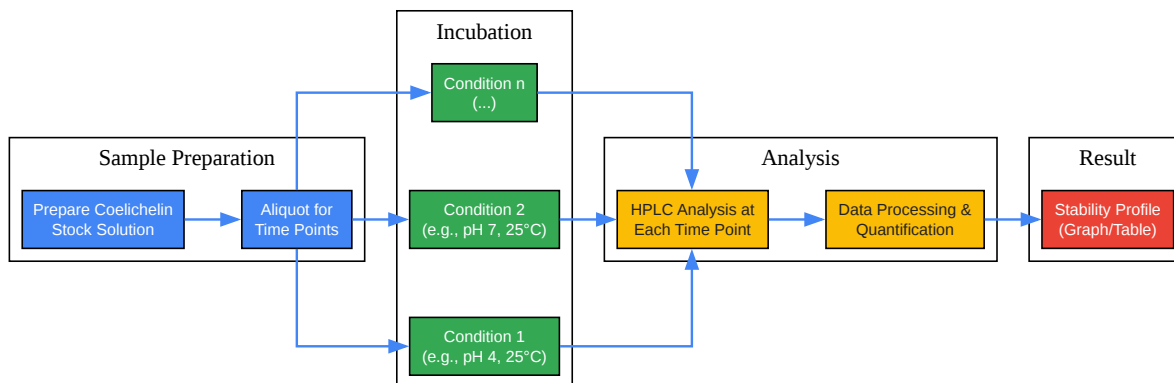 Sample Preparation
Prepare Coelichelin
Stock Solution
Aliquot for
Time Points
Incubation
Condition n
(...)
Condition 2
(e.g., pH 7, 25°C)
Condition 1
(e.g., pH 4, 25°C)
Analysis
HPLC Analysis at
Each Time Point
Data Processing &
Quantification
Result
Stability Profile
(Graph/Table)